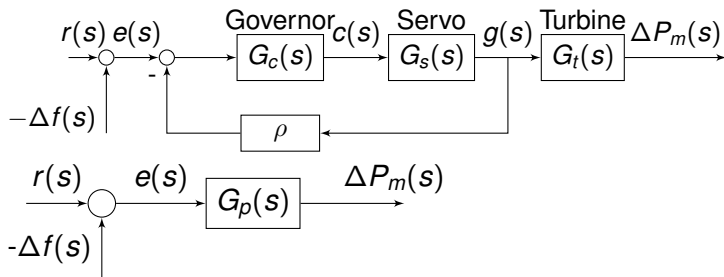 Governor Servo Turbine
r(s) e(s) c(s) g(s) ΔP_m(s)
G_c(s) G_s(s) G_t(s)
-
−Δf(s)
ρ
r(s) e(s) ΔP_m(s)
G_p(s)
-Δf(s)